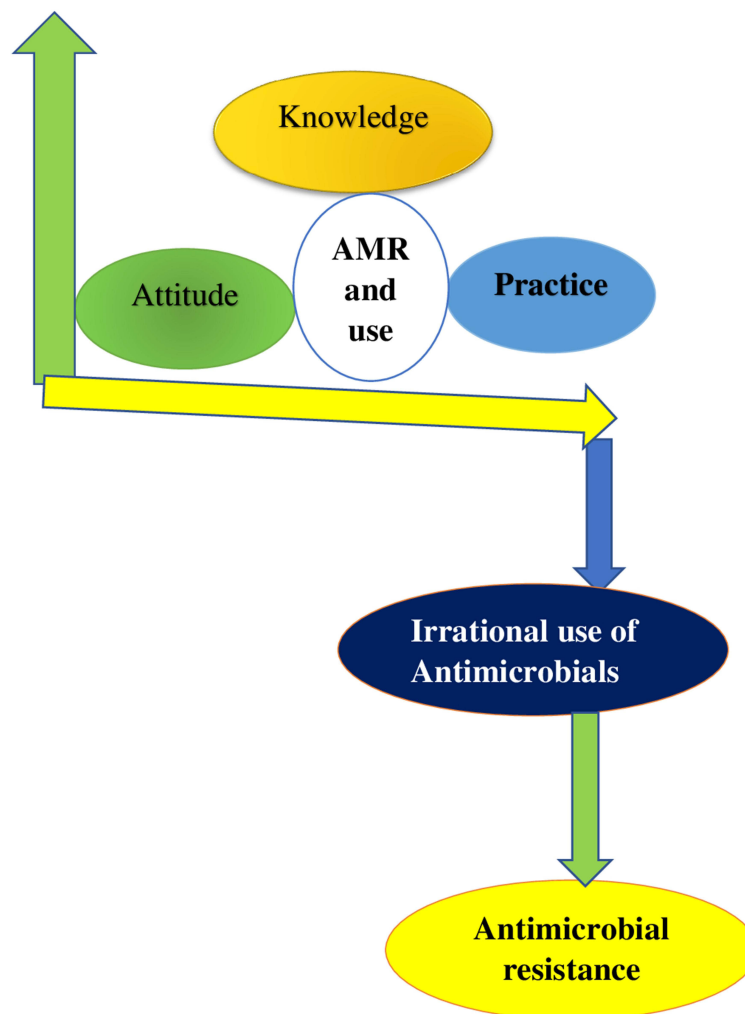 Knowledge
AMR
and
use
Attitude
Practice
Irrational use of
Antimicrobials
Antimicrobial
resistance